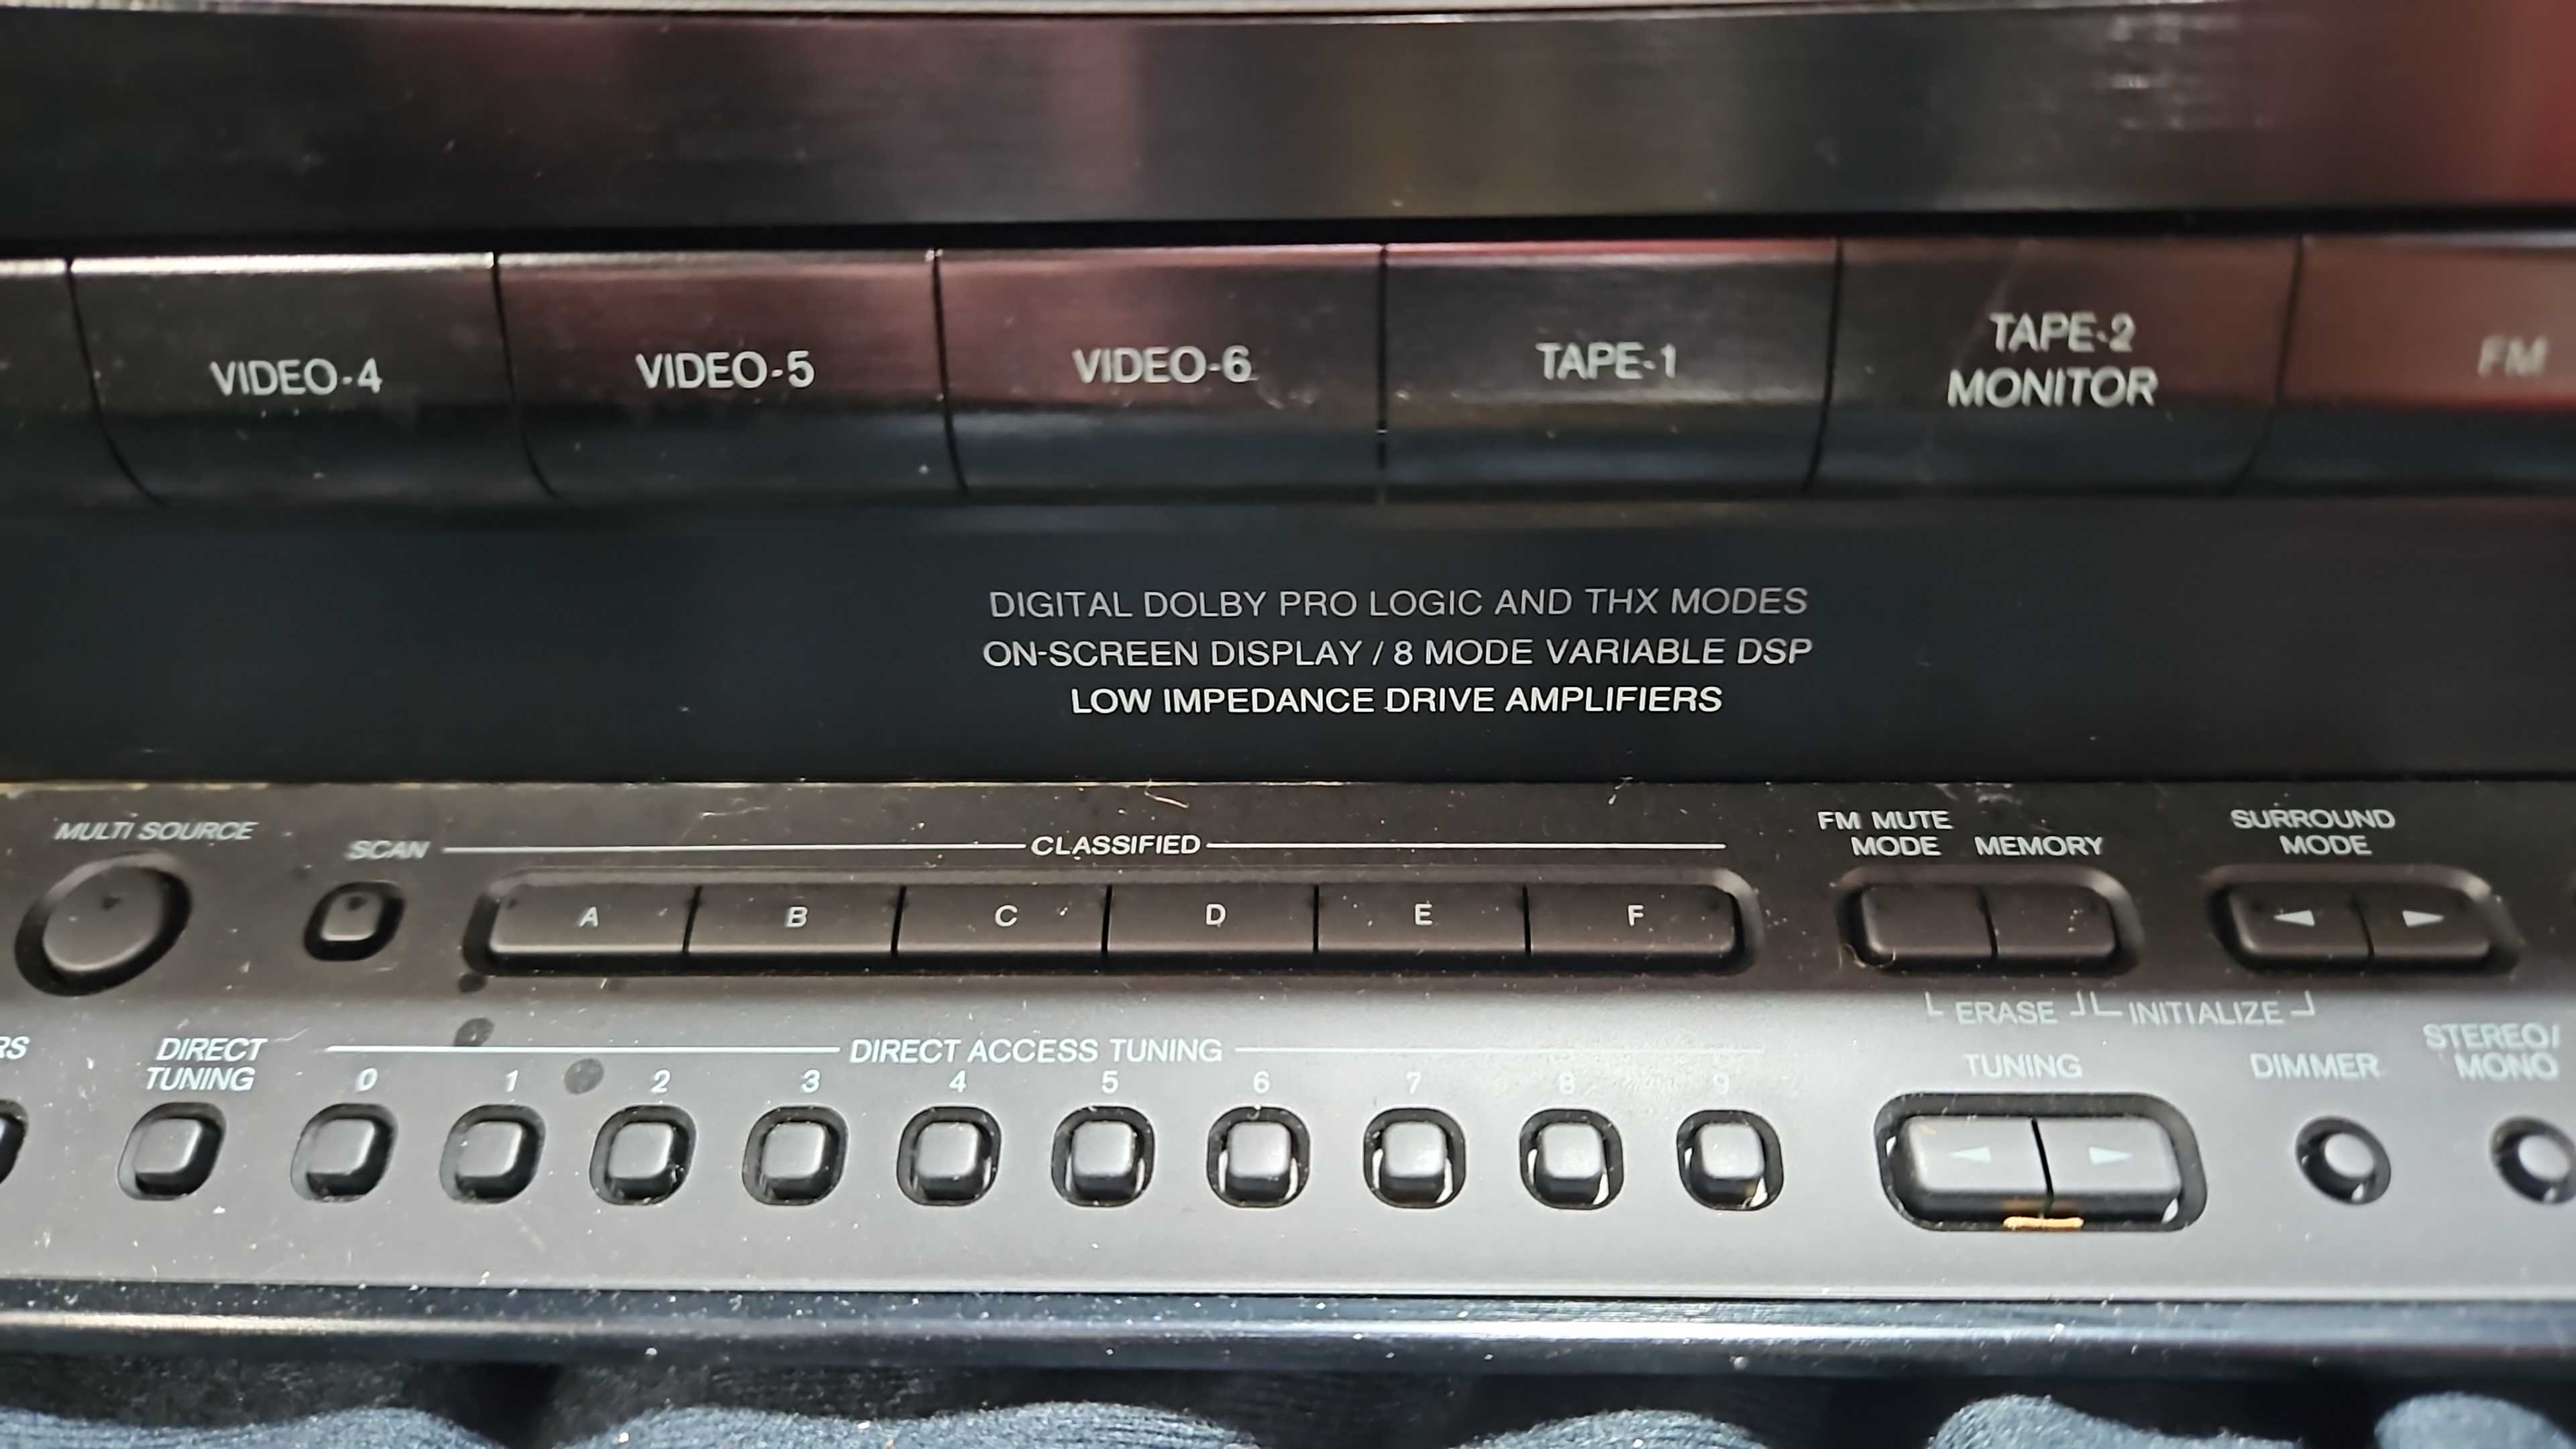 VIDEO-4
VIDEO-5
VIDEO-6
TAPE-1
TAPE-2
MONITOR
FM
DIGITAL DOLBY PRO LOGIC AND THX MODES
ON-SCREEN DISPLAY / 8 MODE VARIABLE DSP
LOW IMPEDANCE DRIVE AMPLIFIERS
MULTI SOURCE
SCAN
CLASSIFIED
FM MUTE
MODE
MEMORY
SURROUND
MODE
A B C D E F
ERASE
INITIALIZE
RS
DIRECT
TUNING
DIRECT ACCESS TUNING
0 1 2 3 4 5 6 7 8 9
TUNING
DIMMER
STEREO/
MONO